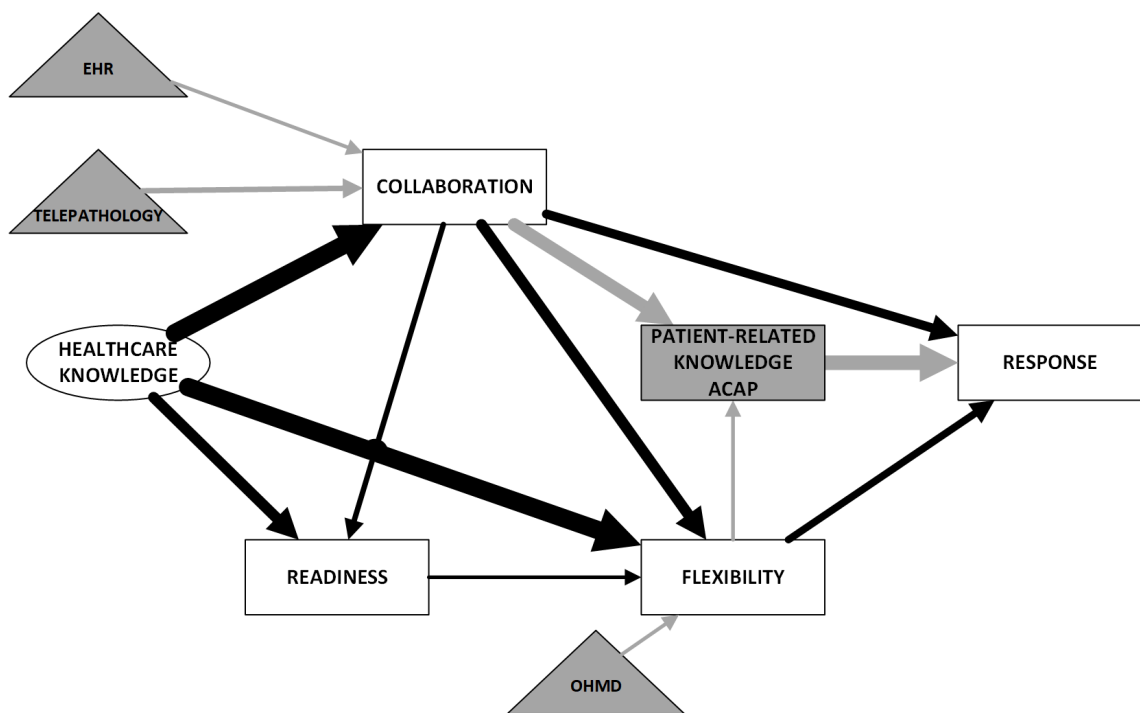 EHR
TELEPATHOLOGY
COLLABORATION
HEALTHCARE
KNOWLEDGE
PATIENT-RELATED
KNOWLEDGE
ACAP
RESPONSE
READINESS
FLEXIBILITY
OHMD